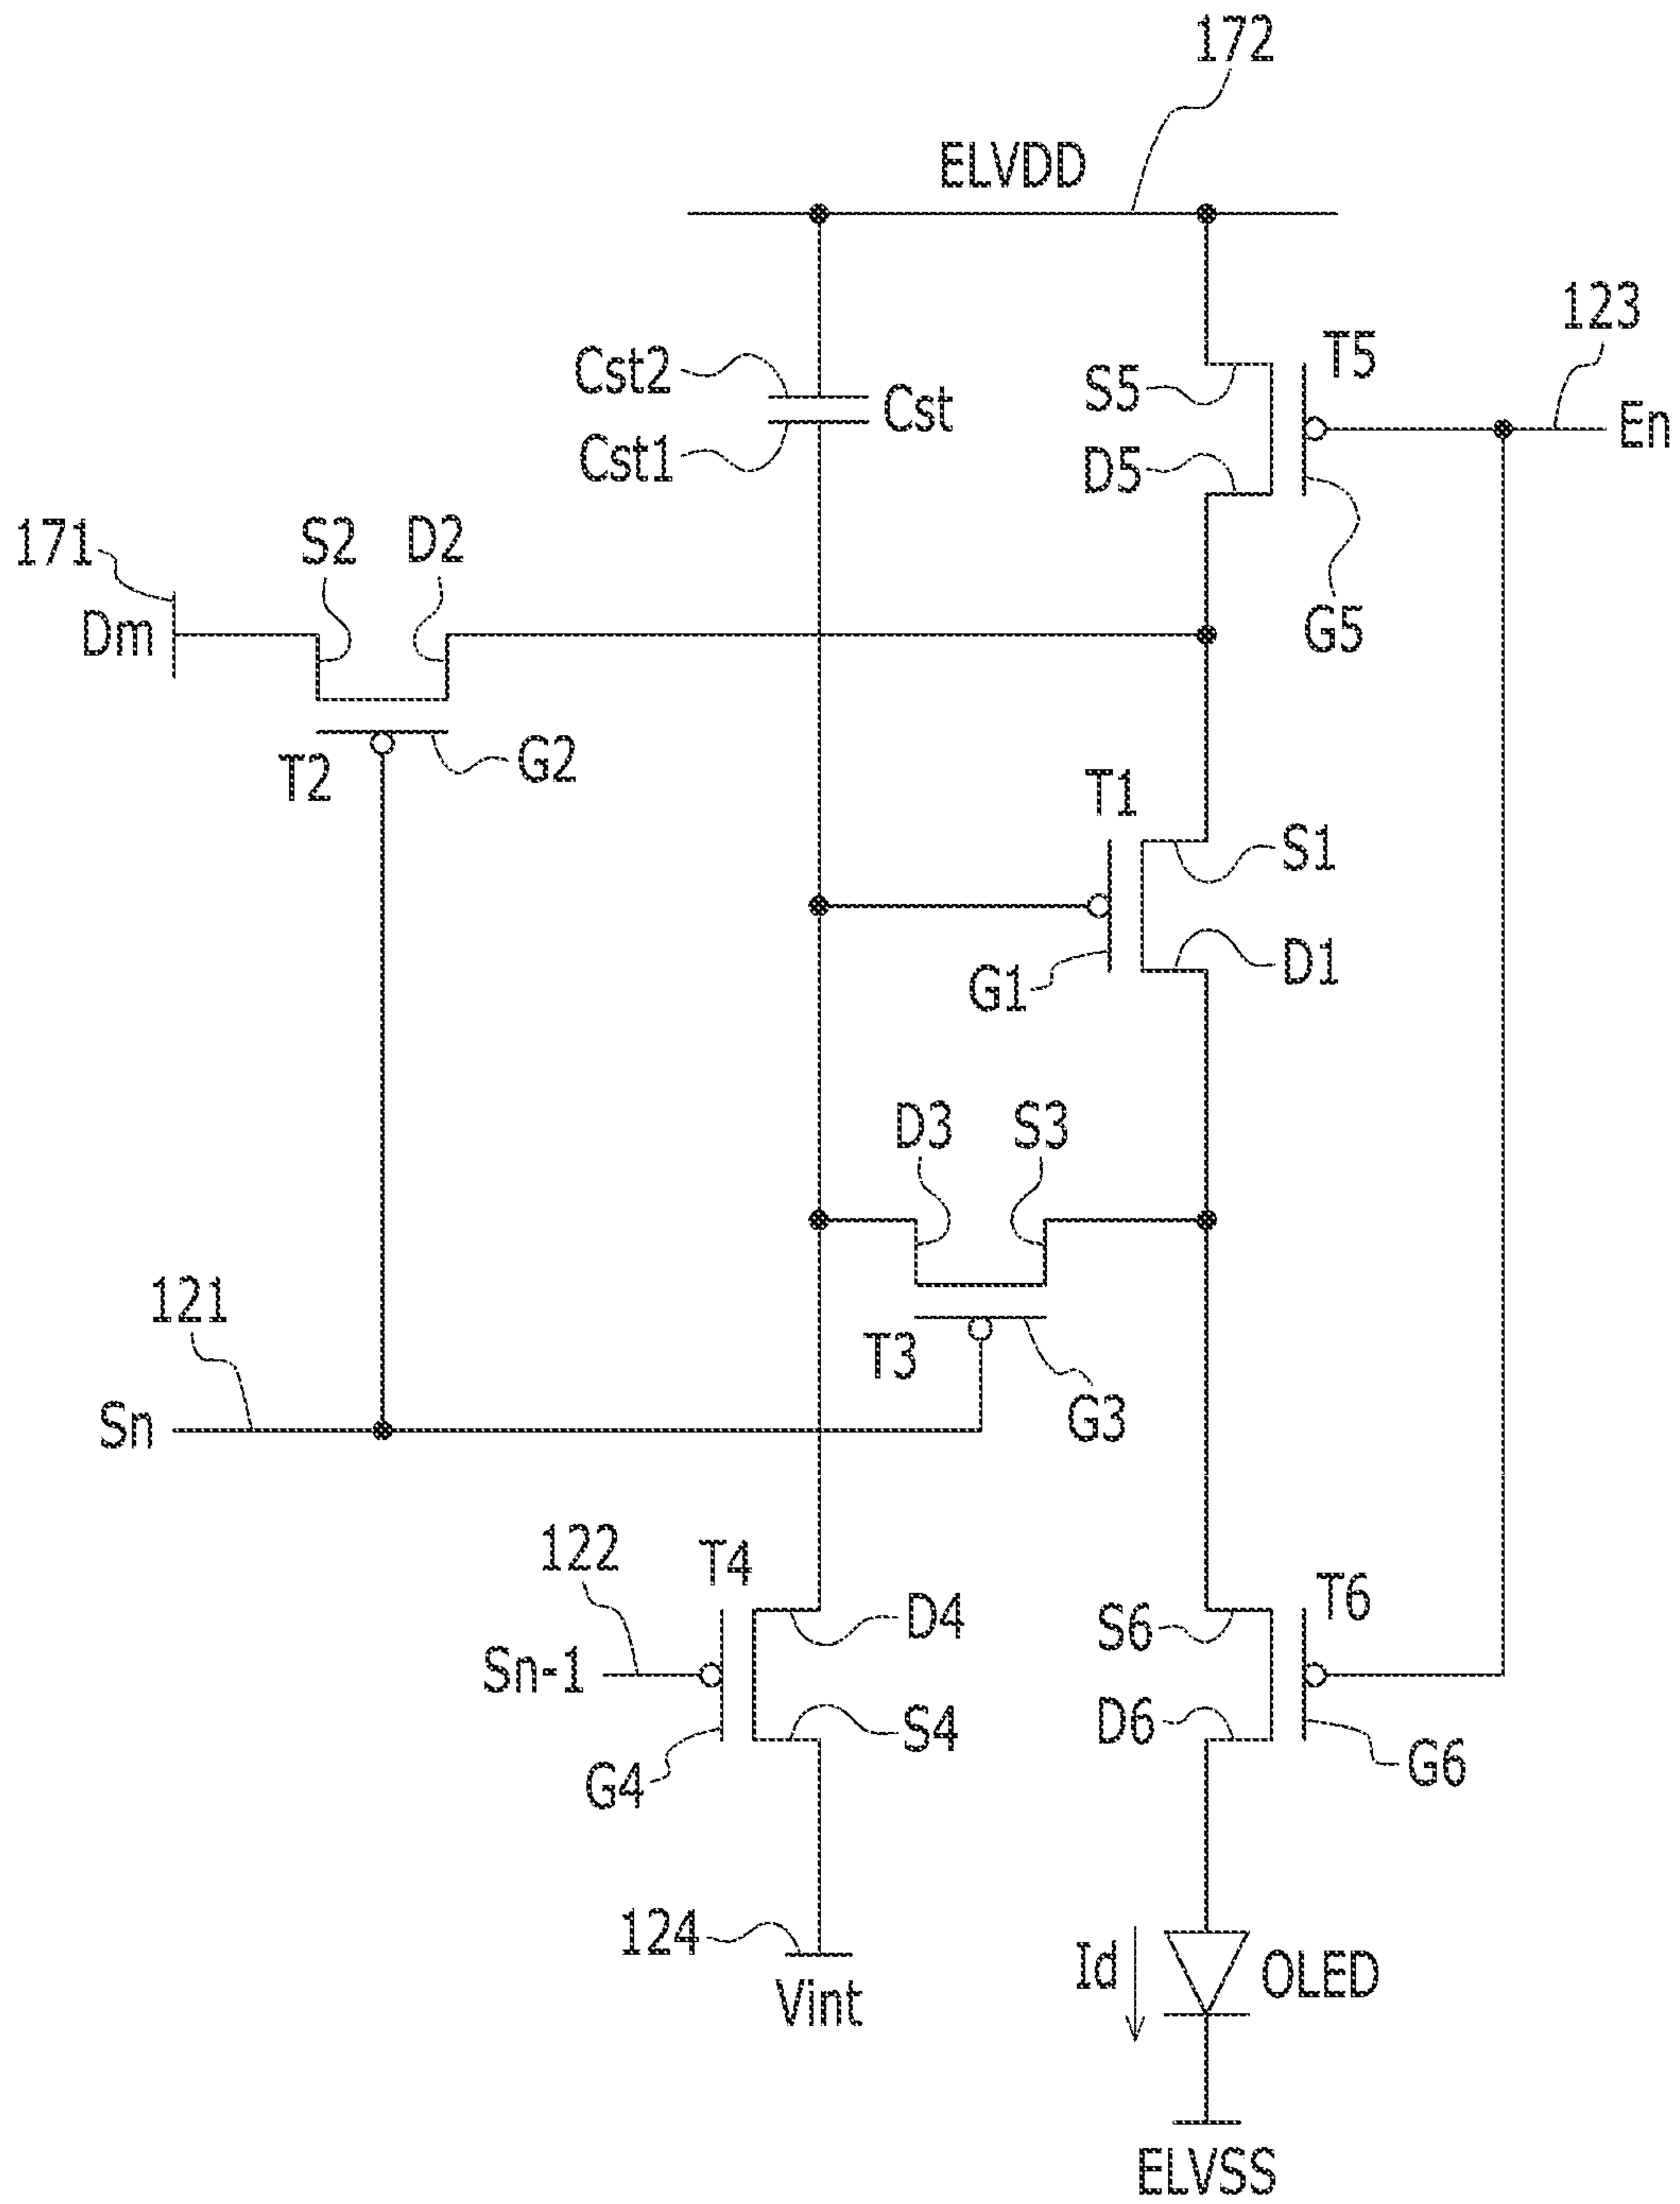 172
ELVDD
123
T5
Cst2
S5
Cst
En
Cst1
D5
171
S2
D2
Dm
G5
T2
G2
T1
S1
D1
G1
D3
S3
121
T3
Sn
G3
122
T4
T6
D4
S6
Sn-1
S4
D6
G4
G6
124
Id
OLED
Vint
ELVSS